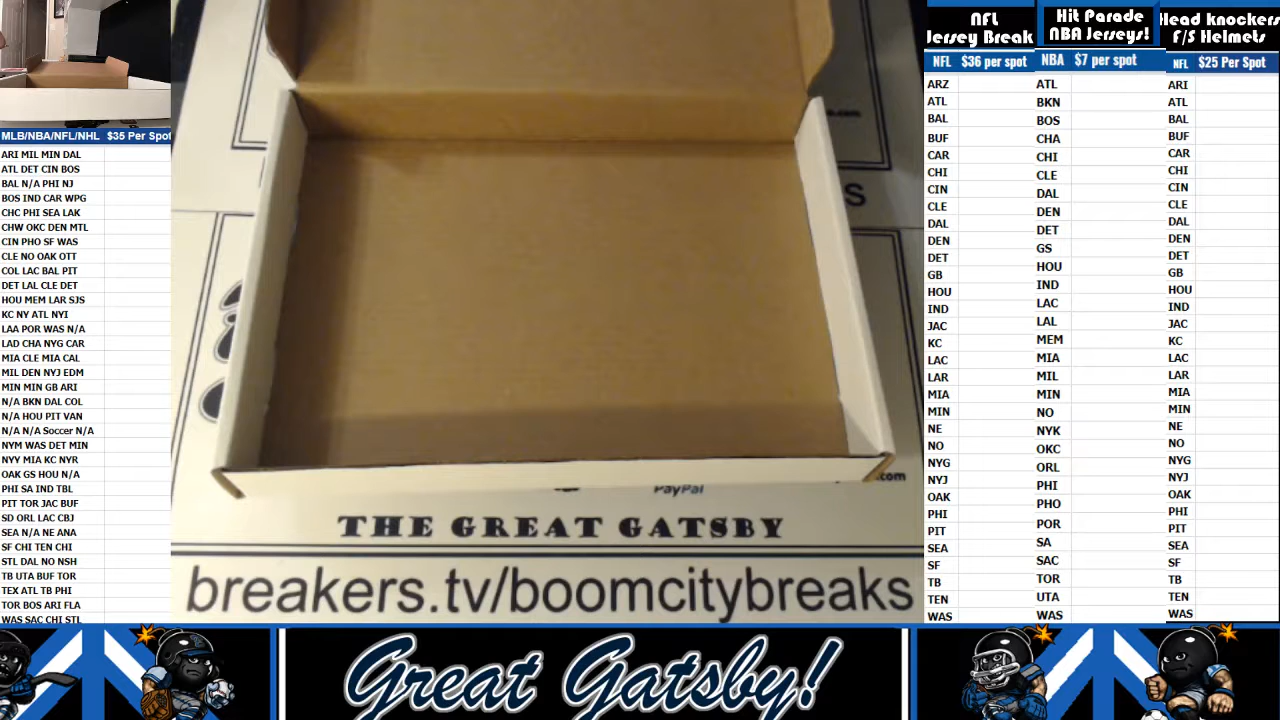 MLB/NBA/NFL/NHL $35 Per Spot
ARI MIL MIN DAL
ATL DET CIN BOS
BAL N/A PHI NJ
BOS IND CAR WPG
CHC PHI SEA LAK
CHW OKC DEN MTL
CIN PHO SF WAS
CLE NO OAK OTT
COL LAC BAL PIT
DET LAL CLE DET
HOU MEM LAR SJS
KC NY ATL NYI
LAA POR WAS N/A
LAD CHA NYG CAR
MIA CLE MIA CAL
MIL DEN NYJ EDM
MIN MIN GB ARI
N/A BKN DAL COL
N/A HOU PIT VAN
N/A N/A Soccer N/A
NYM WAS DET MIN
NYY MIA KC NYR
OAK GS HOU N/A
PHI SA IND TBL
PIT TOR JAC BUF
SD ORL LAC CBJ
SEA N/A NE ANA
SF CHI TEN CHI
STL DAL NO NSH
TB UTA BUF TOR
TEX ATL TB PHI
TOR BOS ARI FLA
WAS SAC CHI STL
PayPal
THE GREAT GATSBY
breakers.tv/boomcitybreaks
Great Gatsby!
NFL
Jersey Break
NFL $36 per spot
ARZ
ATL
BAL
BUF
CAR
CHI
CIN
CLE
DAL
DEN
DET
GB
HOU
IND
JAC
KC
LAC
LAR
MIA
MIN
NE
NO
NYG
NYJ
OAK
PHI
PIT
SEA
SF
TB
TEN
WAS
Hit Parade
NBA Jerseys!
NBA $7 per spot
ATL
BKN
BOS
CHA
CHI
CLE
DAL
DEN
DET
GS
HOU
IND
LAC
LAL
MEM
MIA
MIL
MIN
NO
NYK
OKC
ORL
PHI
PHO
POR
SA
SAC
TOR
UTA
WAS
Head knockers
F/S Helmets
NFL $25 Per Spot
ARI
ATL
BAL
BUF
CAR
CHI
CIN
CLE
DAL
DEN
DET
GB
HOU
IND
JAC
KC
LAC
LAR
MIA
MIN
NE
NO
NYG
NYJ
OAK
PHI
PIT
SEA
SF
TB
TEN
WAS